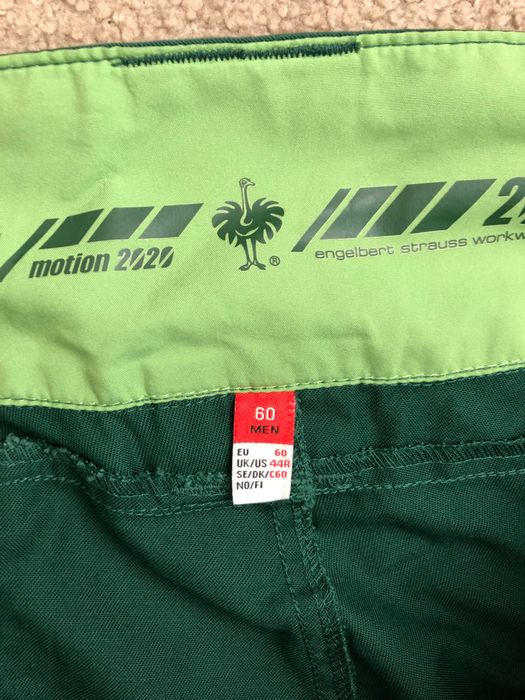 motion 2020
®
engelbert strauss
60
MEN
EU 60
UK/US 44R
SE/DK/ C60
NO/FI